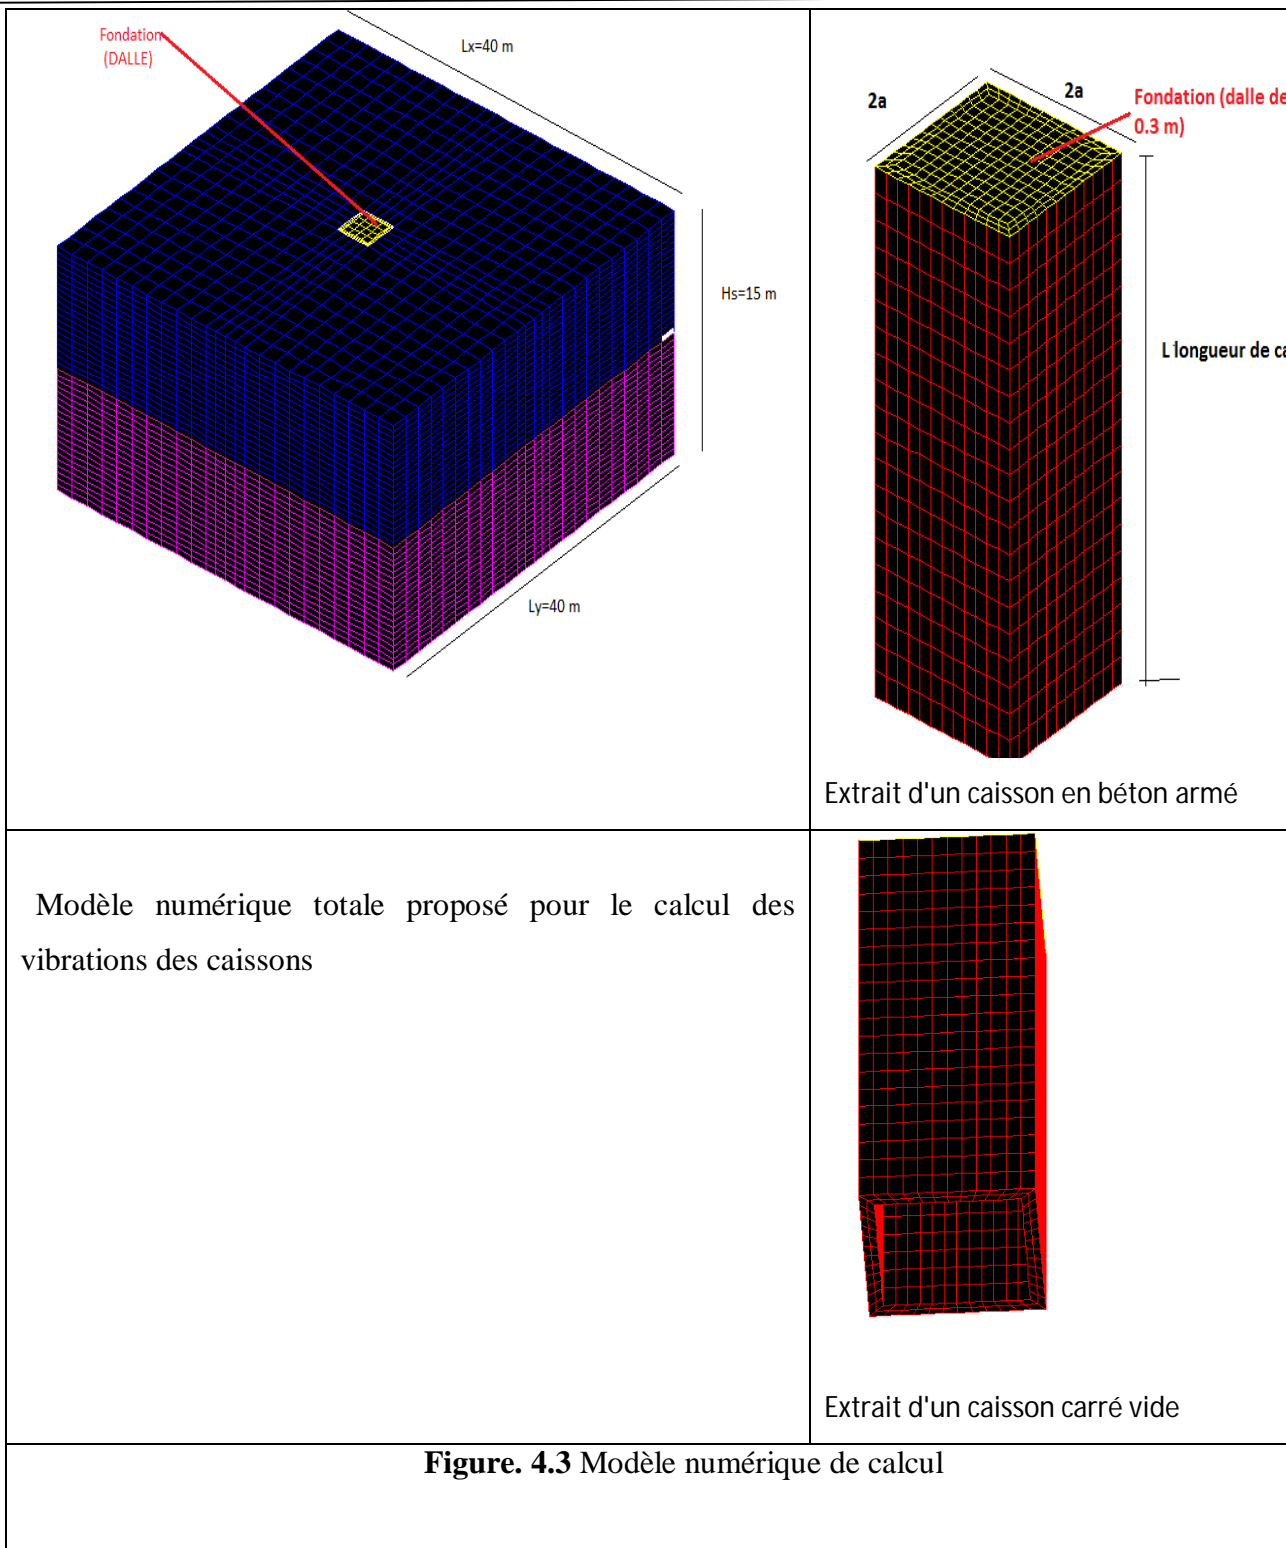 Fondation
(DALLE)
Lx=40 m
Hs=15 m
Ly=40 m
2a
2a
Fondation (dalle de
0.3 m)
L longueur de
Extrait d'un caisson en béton armé
Modèle numérique totale proposé pour le calcul des
vibrations des caissons
Extrait d'un caisson carré vide
Figure. 4.3 Modèle numérique de calcul